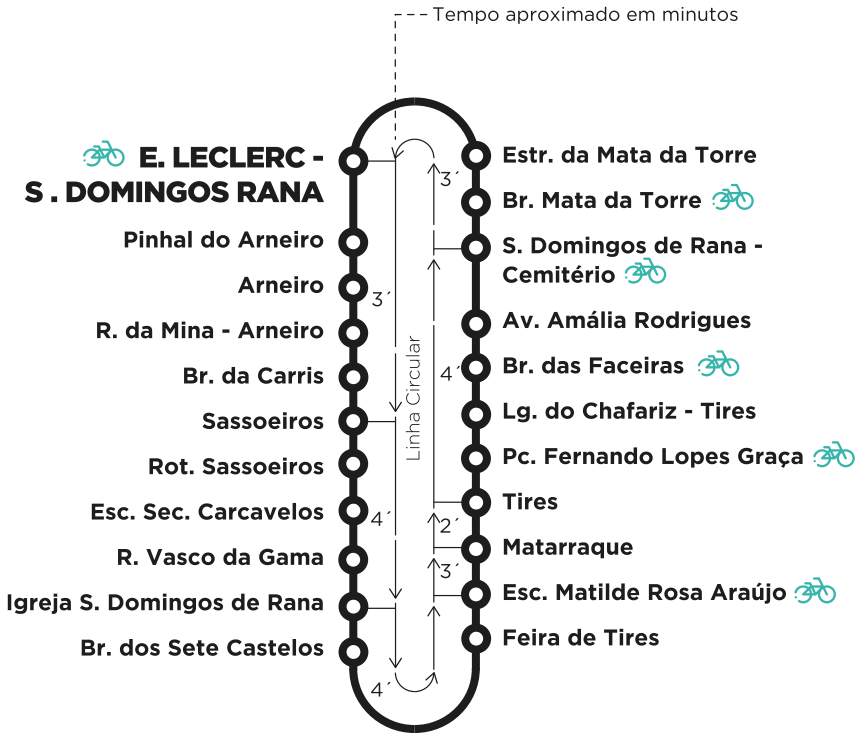 Tempo aproximado em minutos
E. LECLERC -
S . DOMINGOS RANA
Pinhal do Arneiro
Arneiro
R. da Mina - Arneiro
Br. da Carris
Sassoeiros
Rot. Sassoeiros
Esc. Sec. Carcavelos
R. Vasco da Gama
Igreja S. Domingos de Rana
Br. dos Sete Castelos
3´
4´
4´
Linha Circular
3´
4´
2´
3´
Estr. da Mata da Torre
Br. Mata da Torre
S. Domingos de Rana -
Cemitério
Av. Amália Rodrigues
Br. das Faceiras
Lg. do Chafariz - Tires
Pc. Fernando Lopes Graça
Tires
Matarraque
Esc. Matilde Rosa Araújo
Feira de Tires